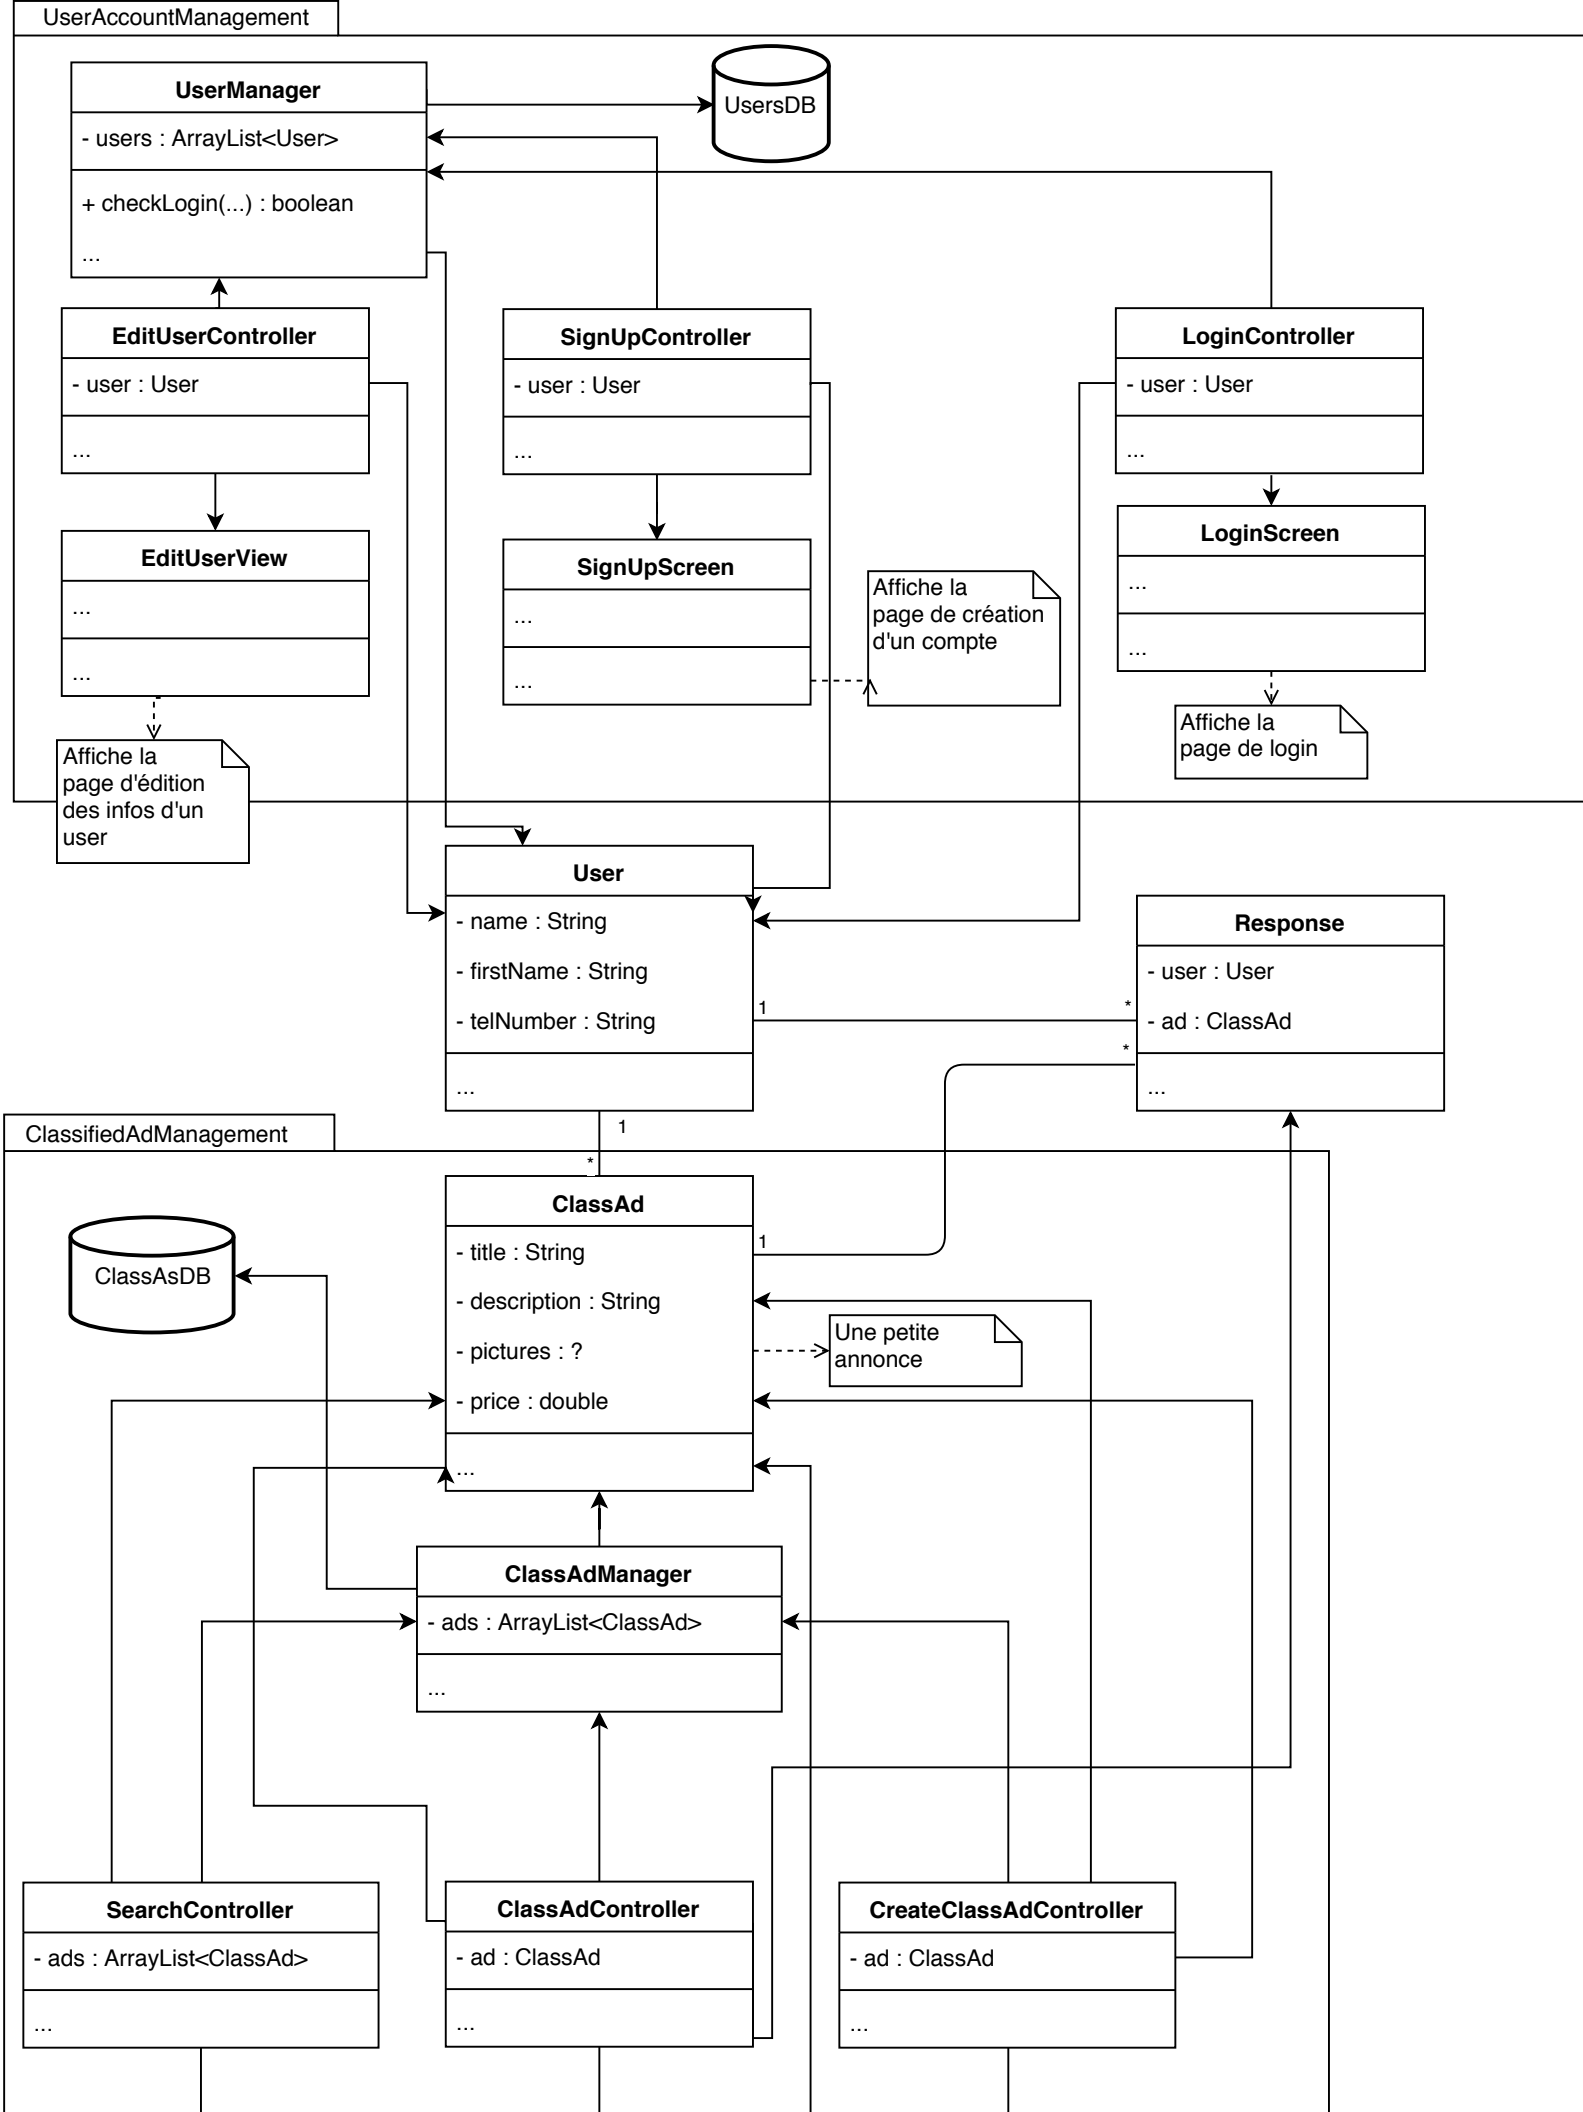 UserAccountManagement
UserManager
- users : ArrayList<User>
+ checkLogin(...) : boolean
...
UsersDB
EditUserController
- user : User
...
SignUpController
- user : User
...
LoginController
- user : User
...
EditUserView
...
...
SignUpScreen
...
...
LoginScreen
...
...
Affiche la
page de création
d'un compte
Affiche la
page de login
Affiche la
page d'édition
des infos d'un
user
User
- name : String
- firstName : String
- telNumber : String
...
Response
- user : User
- ad : ClassAd
...
1
*
*
1
*
1
ClassifiedAdManagement
ClassAd
- title : String
- description : String
- pictures : ?
- price : double
...
ClassAsDB
Une petite
annonce
ClassAdManager
- ads : ArrayList<ClassAd>
...
SearchController
- ads : ArrayList<ClassAd>
...
ClassAdController
- ad : ClassAd
...
CreateClassAdController
- ad : ClassAd
...